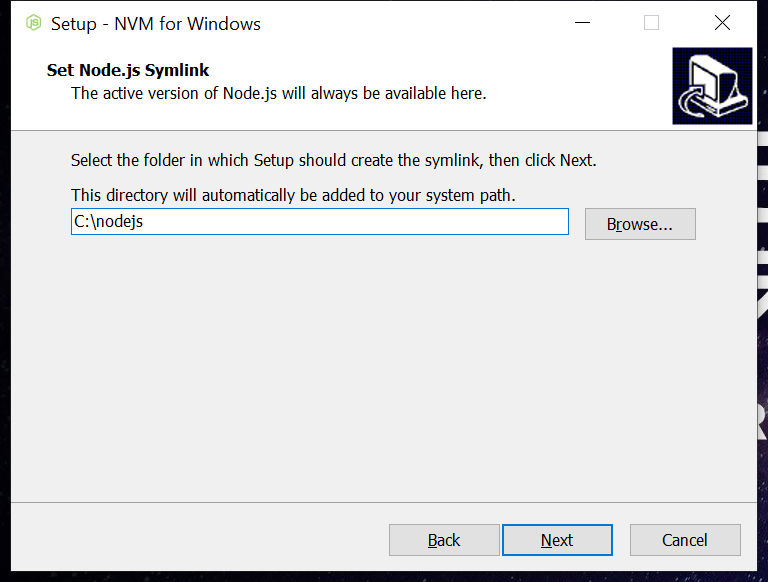 Setup - NVM for Windows
Set Node.js Symlink
The active version of Node.js will always be available here.
Select the folder in which Setup should create the symlink, then click Next.
This directory will automatically be added to your system path.
C:\nodejs
Browse...
Back
Next
Cancel